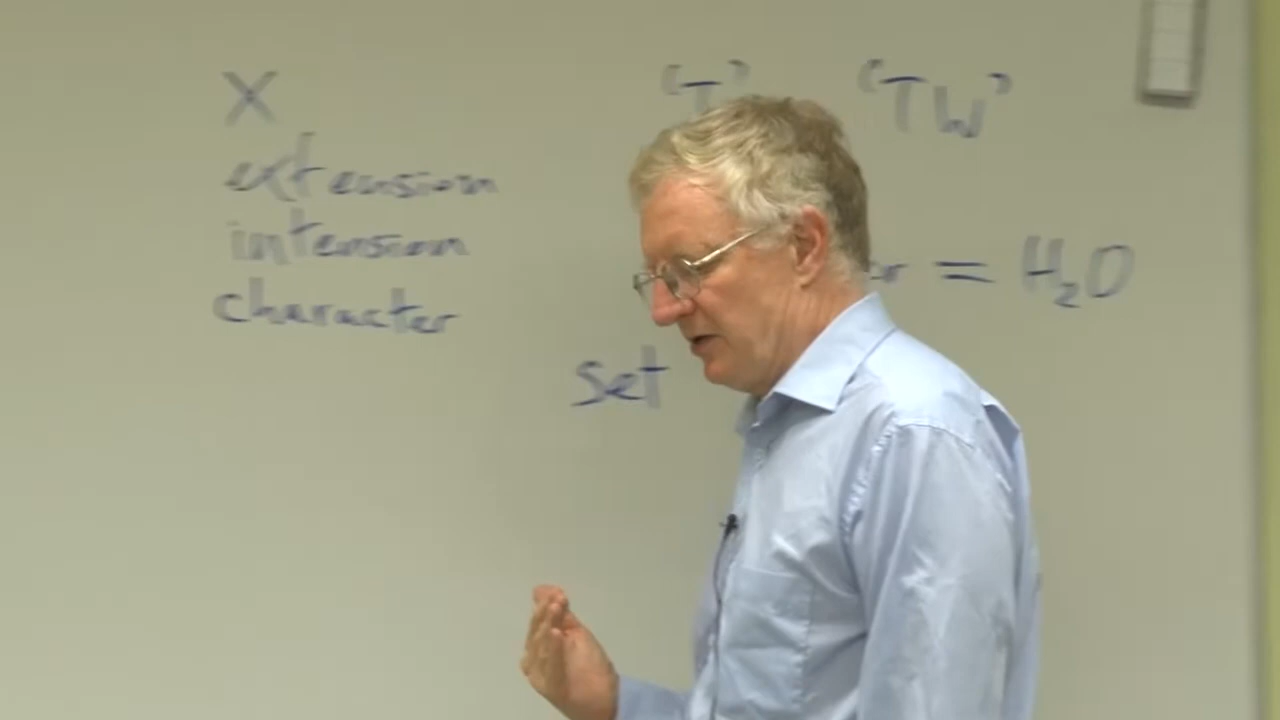 X
extension
intension
character
'T' 'TW'
= H₂O
Set